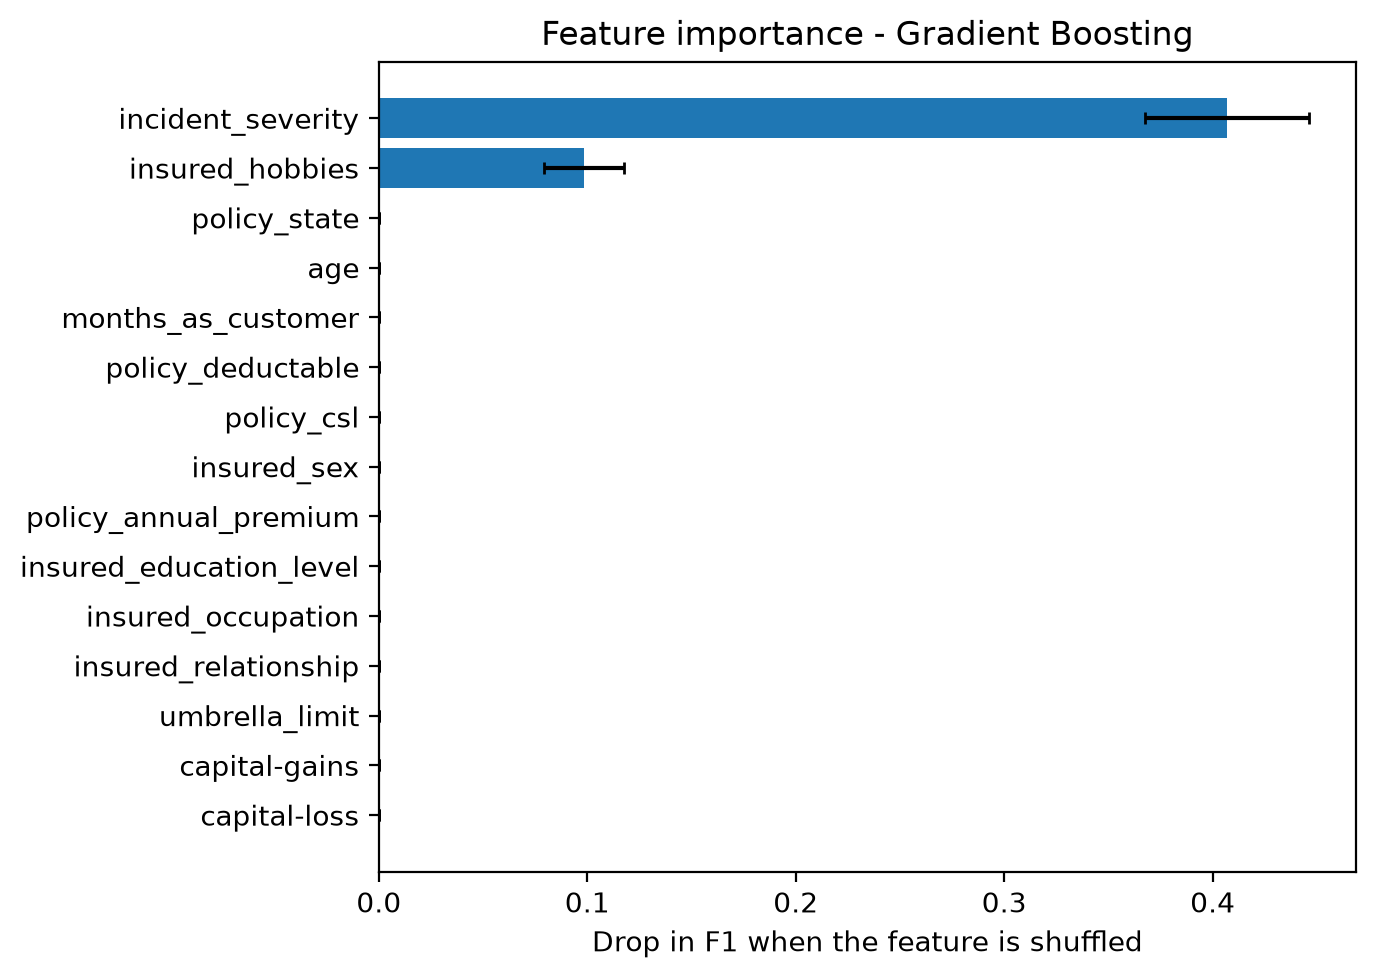 Feature importance - Gradient Boosting
incident_severity
insured_hobbies
policy_state
age
months_as_customer
policy_deductable
policy_csl
insured_sex
policy_annual_premium
insured_education_level
insured_occupation
insured_relationship
umbrella_limit
capital-gains
capital-loss
0.0 0.1 0.2 0.3 0.4
Drop in F1 when the feature is shuffled